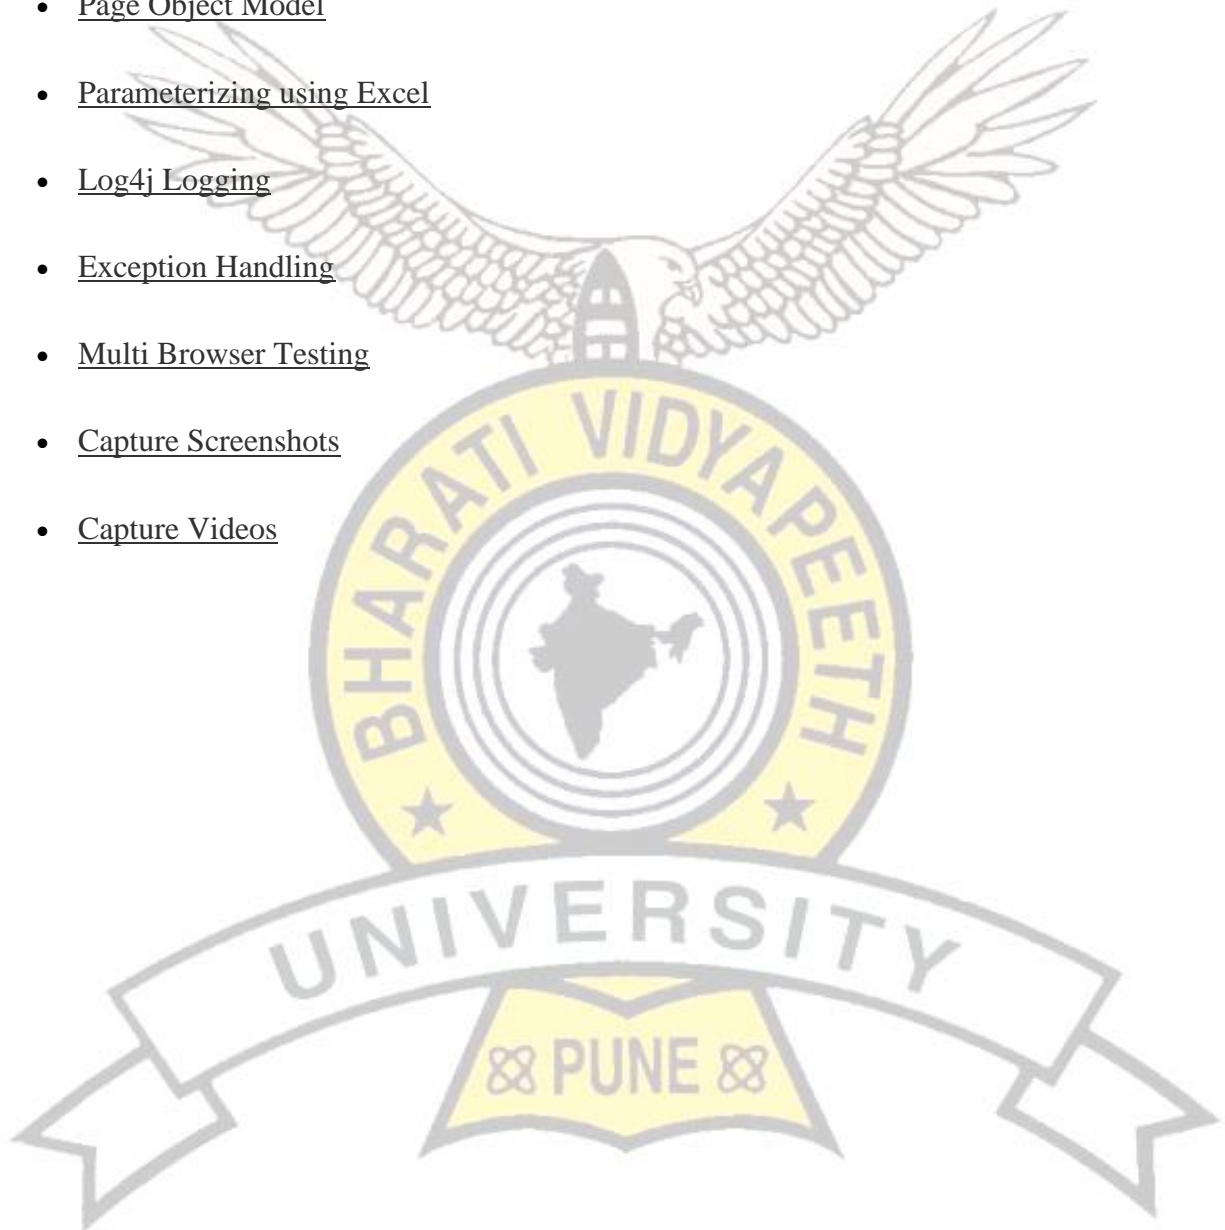 • Page Object Model
• Parameterizing using Excel
• Log4j Logging
• Exception Handling
• Multi Browser Testing
• Capture Screenshots
• Capture Videos
BHARATI VIDYAPEETH
UNIVERSITY
PUNE